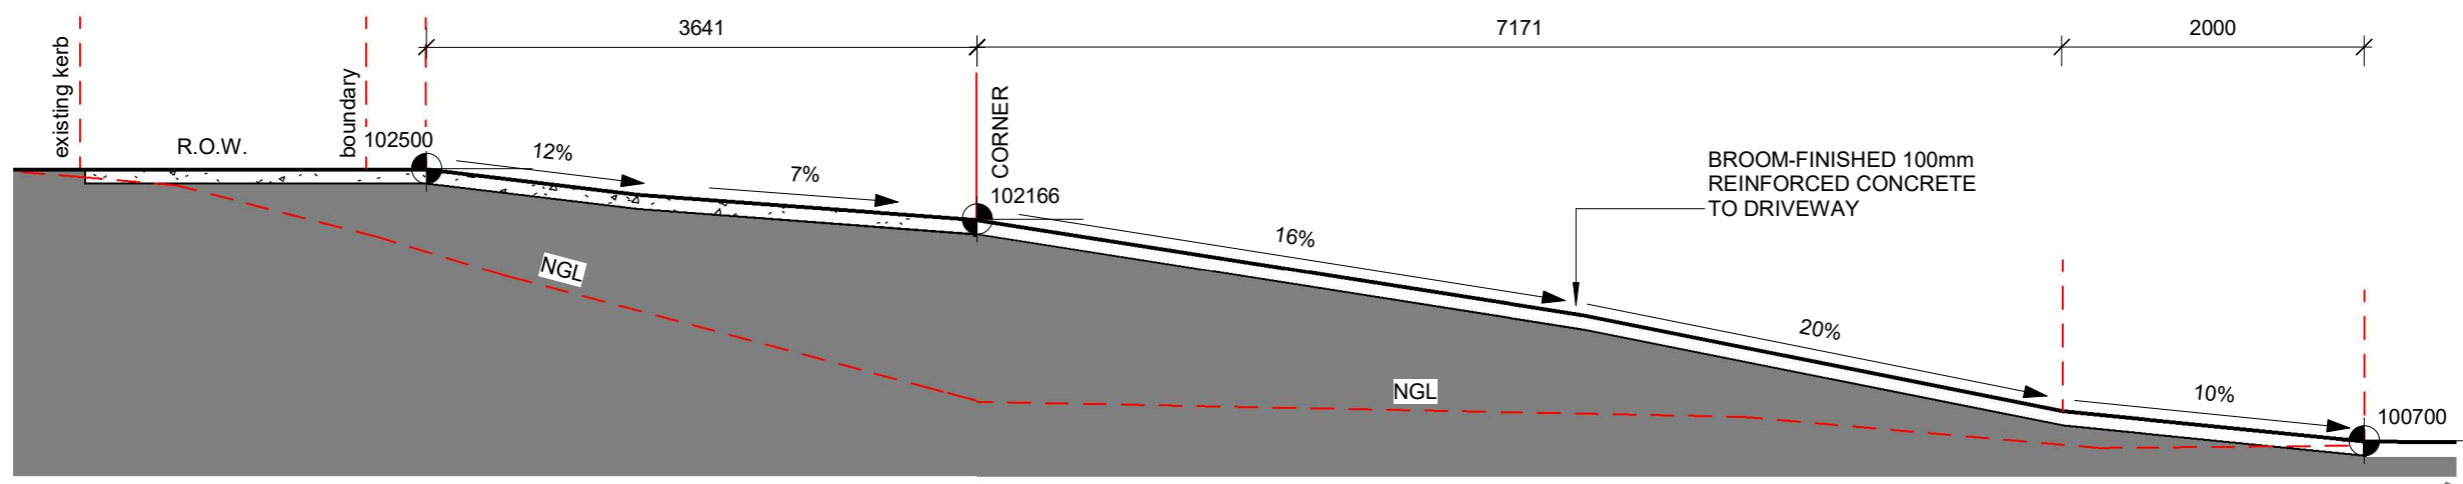 3641
7171
2000
existing kerb
boundary
R.O.W.
102500
12%
7%
CORNER
102166
16%
BROOM-FINISHED 100mm
REINFORCED CONCRETE
TO DRIVEWAY
20%
10%
100700
NGL
NGL